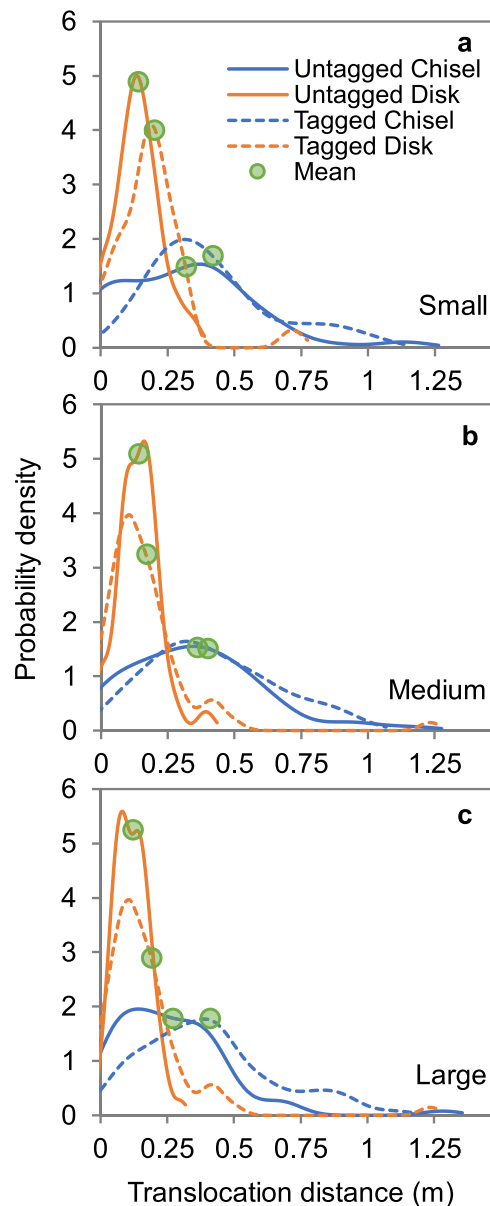 a
Untagged Chisel
Untagged Disk
Tagged Chisel
Tagged Disk
Mean
6
5
4
3
2
1
0
Small
0 0.25 0.5 0.75 1 1.25
b
6
5
4
3
2
1
0
Medium
0 0.25 0.5 0.75 1 1.25
Probability density
c
6
5
4
3
2
1
0
Large
0 0.25 0.5 0.75 1 1.25
Translocation distance (m)